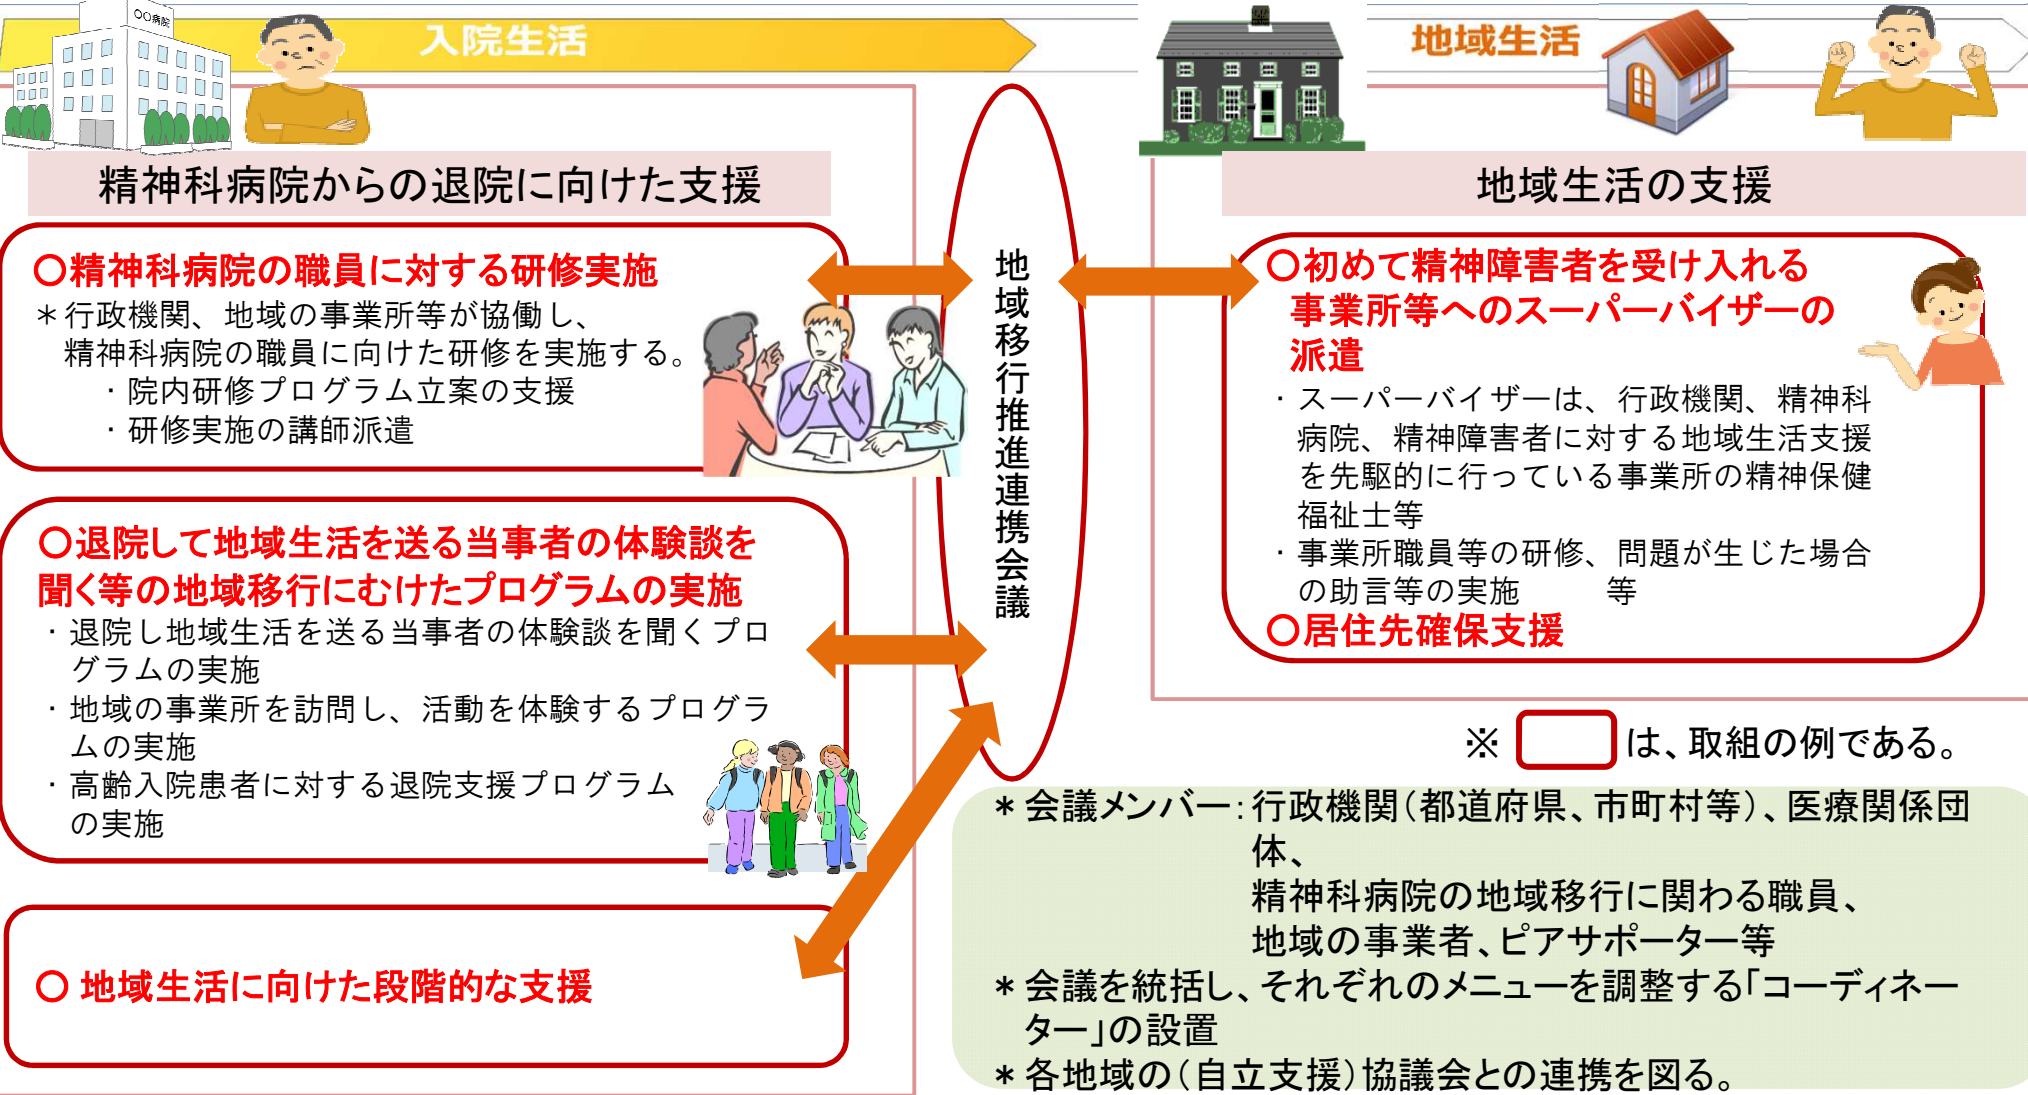 〇〇病院
入院生活
地域生活
精神科病院からの退院に向けた支援
〇精神科病院の職員に対する研修実施
＊行政機関、地域の事業所等が協働し、
精神科病院の職員に向けた研修を実施する。
・院内研修プログラム立案の支援
・研修実施の講師派遣
〇退院して地域生活を送る当事者の体験談を
聞く等の地域移行にむけたプログラムの実施
・退院し地域生活を送る当事者の体験談を聞くプロ
グラムの実施
・地域の事業所を訪問し、活動を体験するプログラ
ムの実施
・高齢入院患者に対する退院支援プログラム
の実施
〇 地域生活に向けた段階的な支援
地域移行推進連携会議
地域生活の支援
〇初めて精神障害者を受け入れる
事業所等へのスーパーバイザーの
派遣
・スーパーバイザーは、行政機関、精神科
病院、精神障害者に対する地域生活支援
を先駆的に行っている事業所の精神保健
福祉士等
・事業所職員等の研修、問題が生じた場合
の助言等の実施　　等
〇居住先確保支援
※ は、取組の例である。
＊会議メンバー：行政機関（都道府県、市町村等）、医療関係団
体、
精神科病院の地域移行に関わる職員、
地域の事業者、ピアサポーター等
＊会議を統括し、それぞれのメニューを調整する「コーディネー
ター」の設置
＊各地域の（自立支援）協議会との連携を図る。